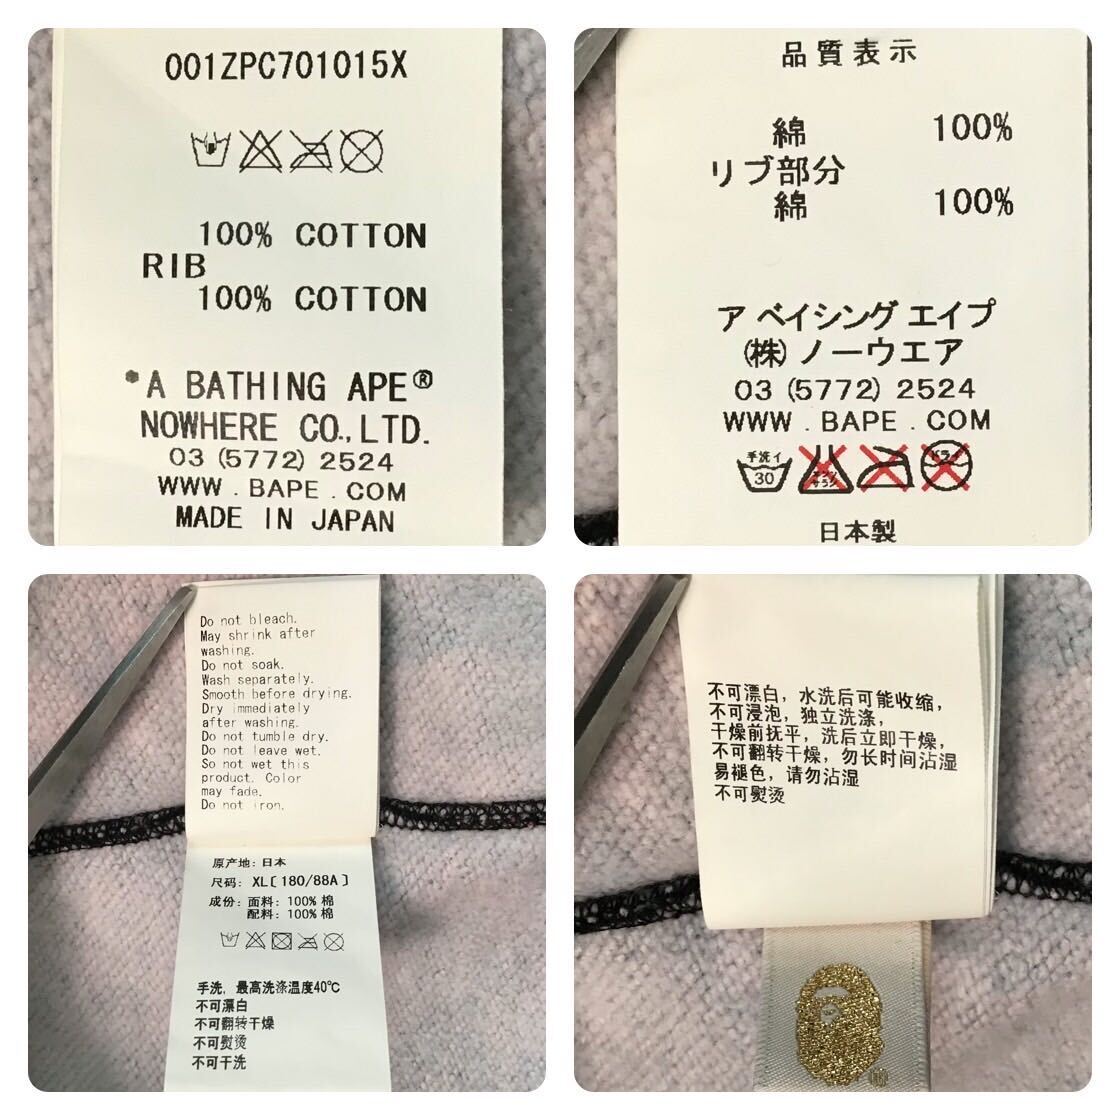 001ZPC701015X
100% COTTON
RIB
100% COTTON
A BATHING APE®
NOWHERE CO.,LTD.
03 (5772) 2524
WWW.BAPE.COM
MADE IN JAPAN
品質表示
綿 100%
リブ部分
綿 100%
ア ベイシング エイプ
(株) ノーウエア
03 (5772) 2524
WWW.BAPE.COM
手洗イ
30
エンソ
サラシ
ドライ
日本製
Do not bleach.
May shrink after
washing.
Do not soak.
Wash separately.
Smooth before drying.
Dry immediately
after washing.
Do not tumble dry.
Do not leave wet.
So not wet this
product. Color
may fade.
Do not iron.
原产地: 日本
尺码: XL[180/88A]
成份: 面料: 100% 棉
配料: 100% 棉
手洗, 最高洗涤温度40℃
不可漂白
不可翻转干燥
不可熨烫
不可干洗
不可漂白, 水洗后可能收缩,
不可浸泡, 独立洗涤,
干燥前抚平, 洗后立即干燥,
不可翻转干燥, 勿长时间沾湿
易褪色, 请勿沾湿
不可熨烫